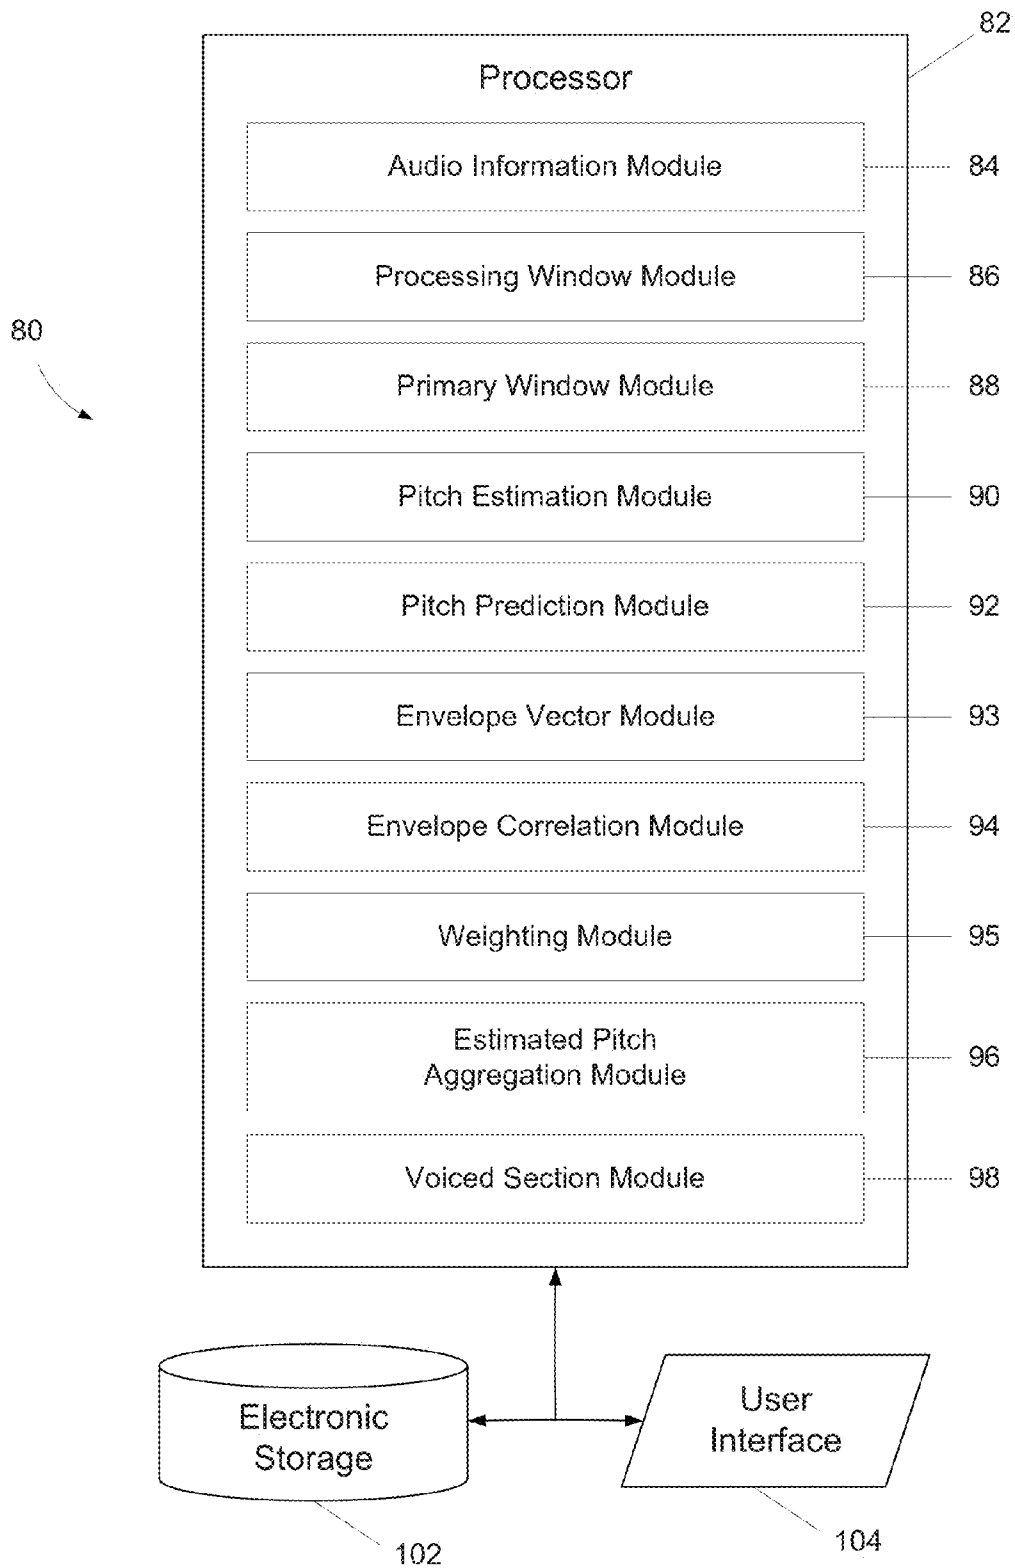 82
Processor
Audio Information Module
84
Processing Window Module
86
80
Primary Window Module
88
Pitch Estimation Module
90
Pitch Prediction Module
92
Envelope Vector Module
93
Envelope Correlation Module
94
Weighting Module
95
Estimated Pitch
Aggregation Module
96
Voiced Section Module
98
Electronic
Storage
User
Interface
102
104